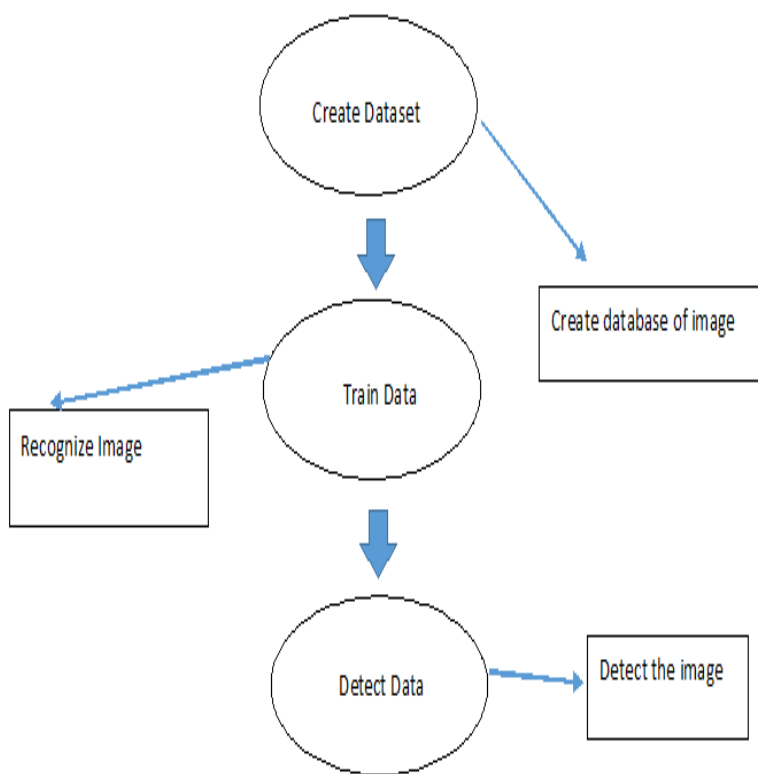 Create Dataset
Create database of image
Train Data
Recognize Image
Detect Data
Detect the image